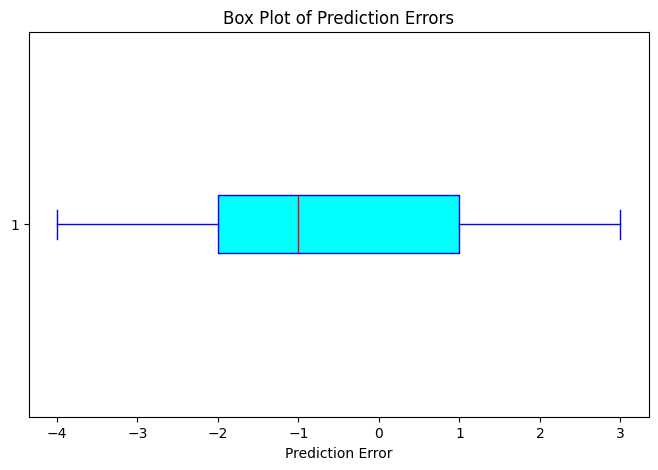 Box Plot of Prediction Errors
1
−4 −3 −2 −1 0 1 2 3
Prediction Error